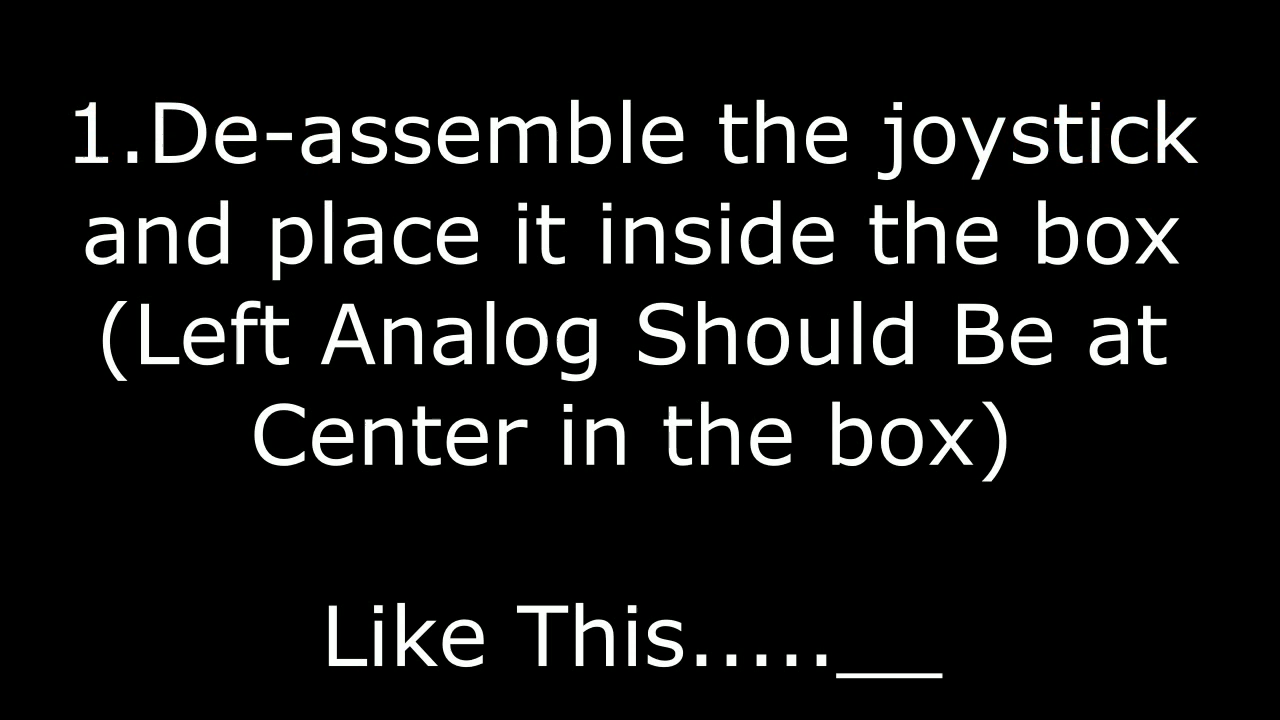 1.De-assemble the joystick
and place it inside the box
(Left Analog Should Be at
Center in the box)
Like This.....__